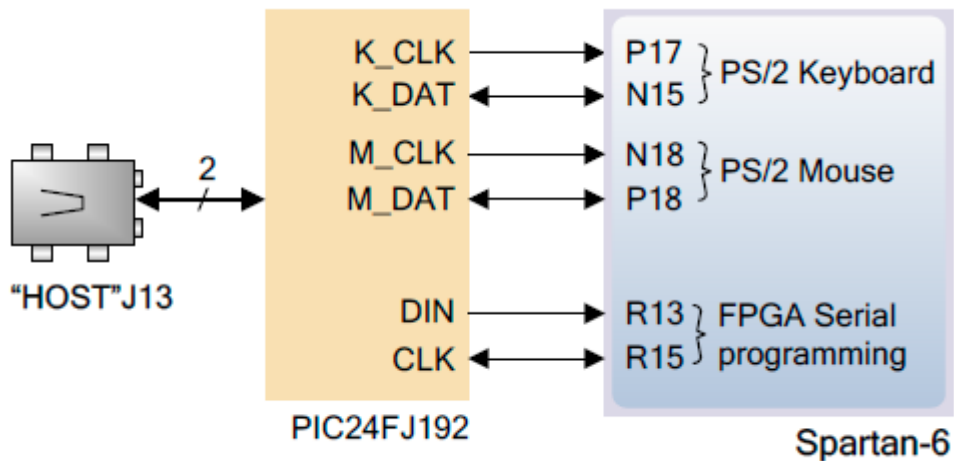 K_CLK P17
K_DAT N15 PS/2 Keyboard
M_CLK N18
M_DAT P18 PS/2 Mouse
2
"HOST"J13
DIN R13 FPGA Serial
CLK R15 programming
PIC24FJ192
Spartan-6